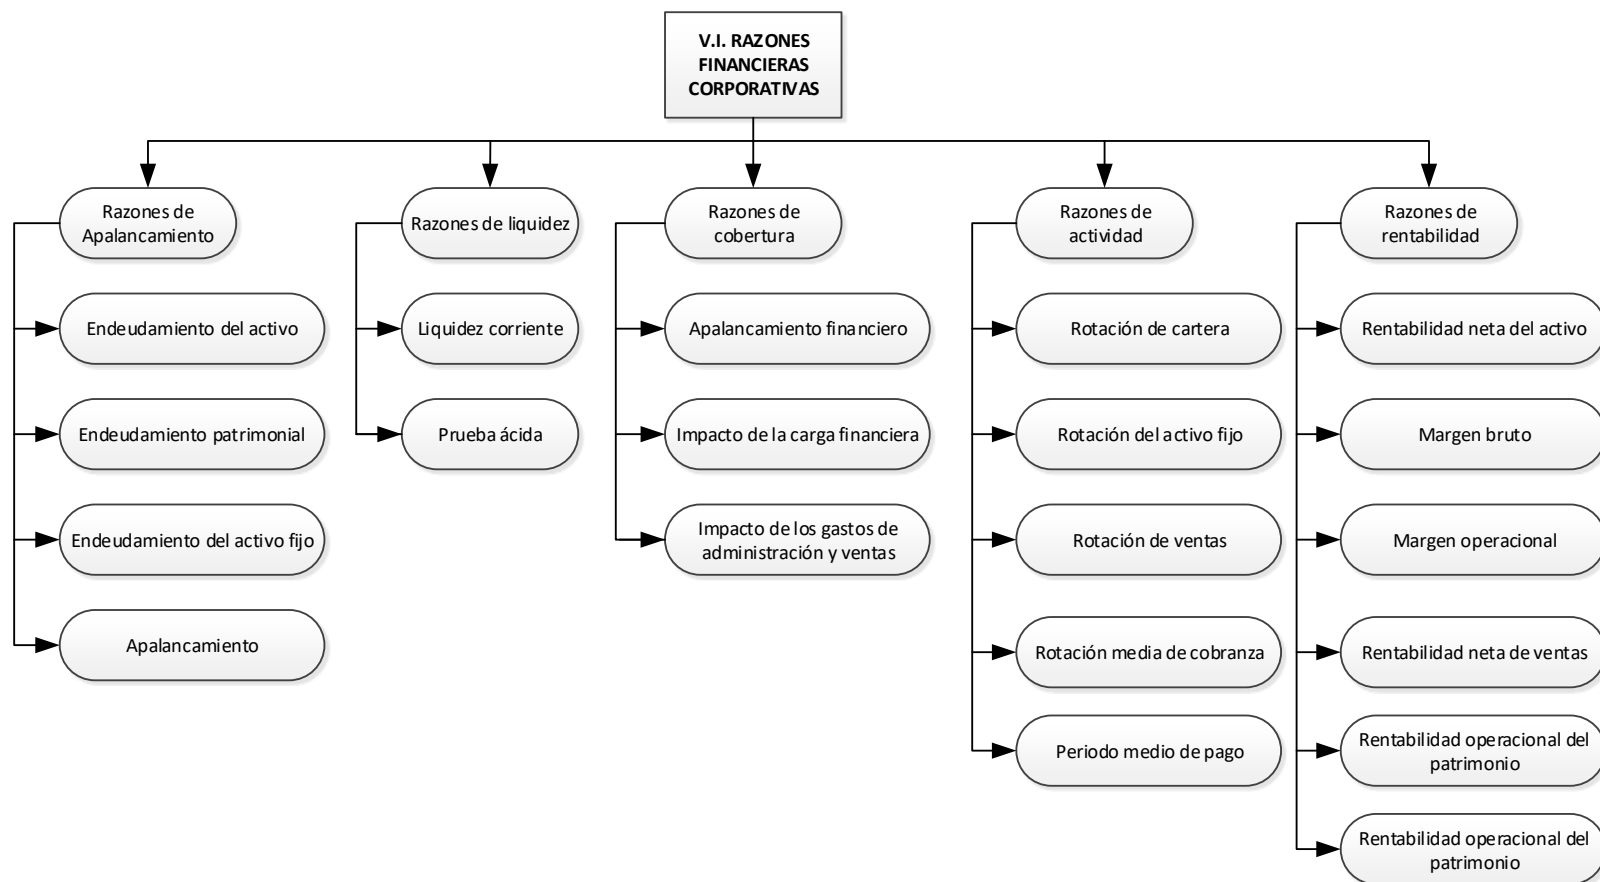 V.I. RAZONES
FINANCIERAS
CORPORATIVAS
Razones de
Apalancamiento
Endeudamiento del activo
Endeudamiento patrimonial
Endeudamiento del activo fijo
Apalancamiento
Razones de liquidez
Liquidez corriente
Prueba ácida
Razones de
cobertura
Apalancamiento financiero
Impacto de la carga financiera
Impacto de los gastos de
administración y ventas
Razones de
actividad
Rotación de cartera
Rotación del activo fijo
Rotación de ventas
Rotación media de cobranza
Periodo medio de pago
Razones de
rentabilidad
Rentabilidad neta del activo
Margen bruto
Margen operacional
Rentabilidad neta de ventas
Rentabilidad operacional del
patrimonio
Rentabilidad operacional del
patrimonio